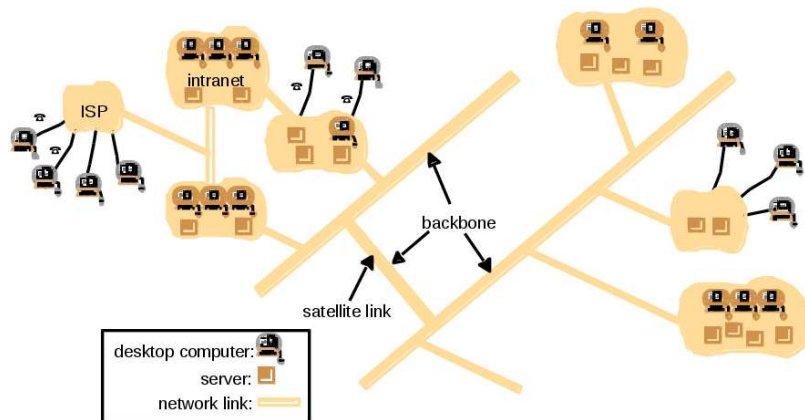 intranet
ISP
backbone
satellite link
desktop computer:
server:
network link: